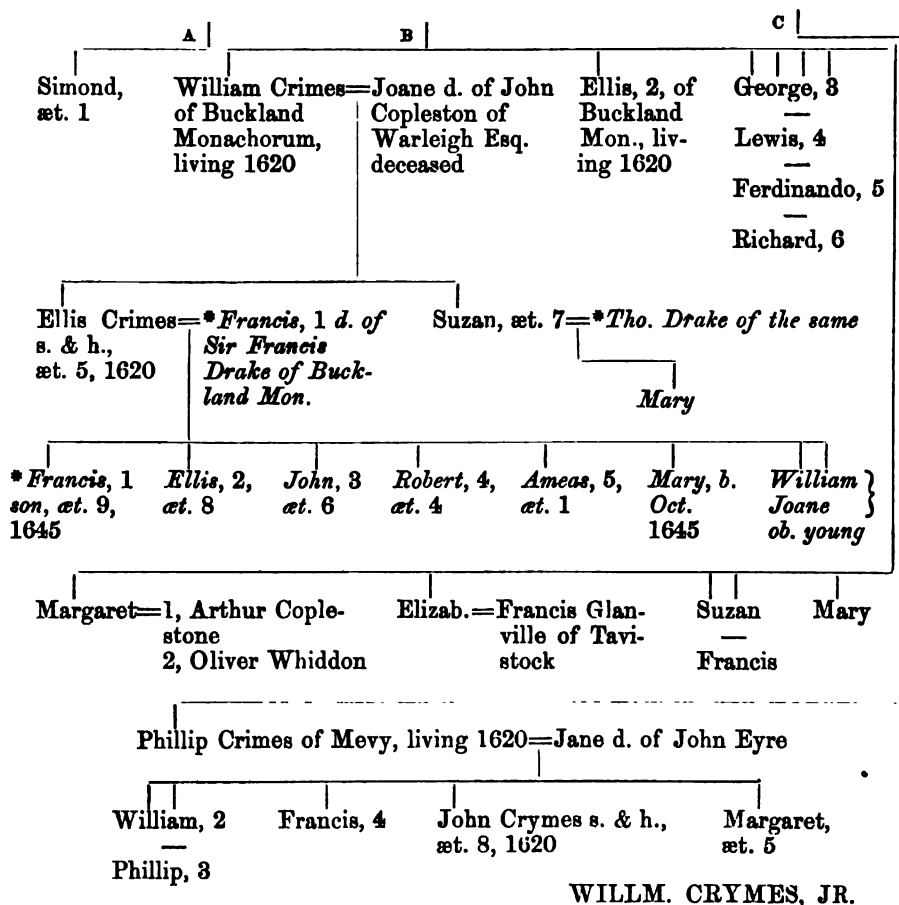 A B C
Simond,
æt. 1
William Crimes=Joane d. of John
of Buckland
Monachorum,
living 1620
Copleston of
Warleigh Esq.
deceased
Ellis, 2, of
Buckland
Mon., liv-
ing 1620
George, 3
—
Lewis, 4
—
Ferdinando, 5
—
Richard, 6
Ellis Crimes=*Francis, 1 d. of
s. & h.,
æt. 5, 1620
Sir Francis
Drake of Buck-
land Mon.
Suzan, æt. 7=*Tho. Drake of the same
Mary
*Francis, 1
son, æt. 9,
1645
Ellis, 2,
æt. 8
John, 3
æt. 6
Robert, 4,
æt. 4
Ameas, 5,
æt. 1
Mary, b.
Oct.
1645
William }
Joane
ob. young
Margaret=1, Arthur Cople-
stone
2, Oliver Whiddon
Elizab.=Francis Glan-
ville of Tavi-
stock
Suzan
—
Francis
Mary
Phillip Crimes of Mevy, living 1620=Jane d. of John Eyre
William, 2
—
Phillip, 3
Francis, 4
John Crymes s. & h.,
æt. 8, 1620
Margaret,
æt. 5
WILLM. CRYMES, JR.